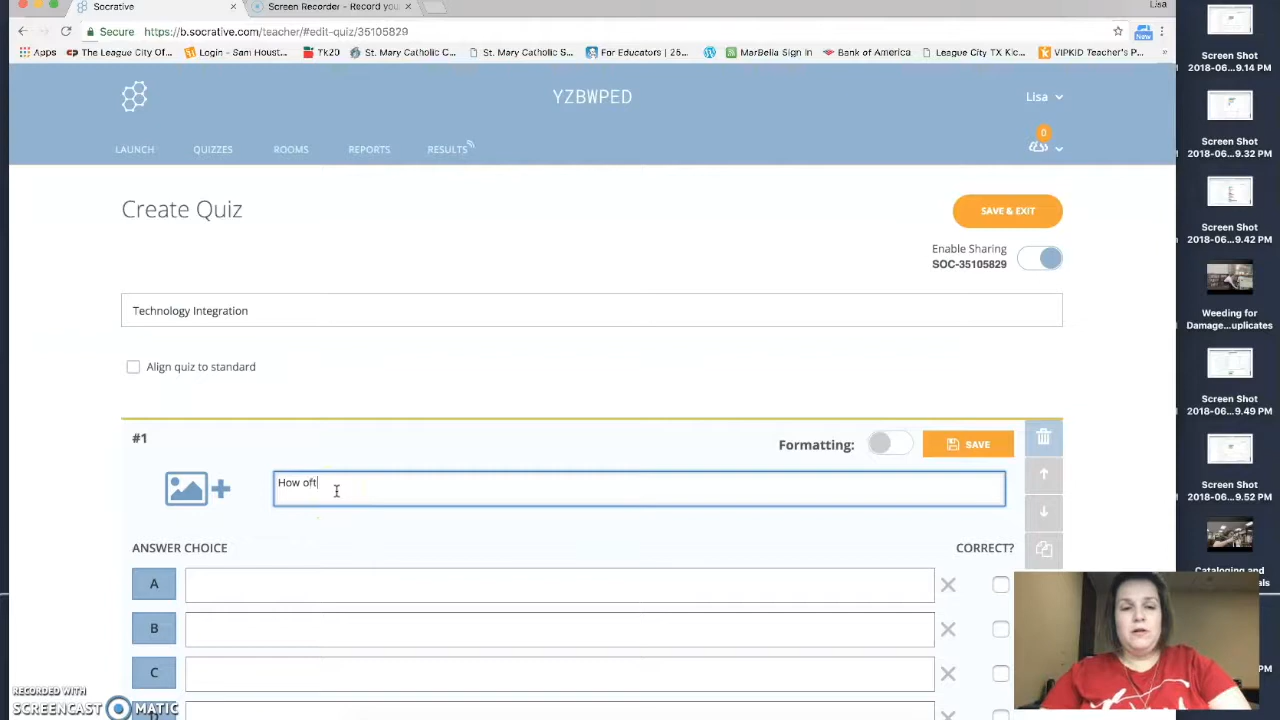 Socrative
Screen Recorder - Record you
Lisa
Secure https://b.socrative.com/teacher/#edit-quiz/35105829
New
Apps The League City Of Login - Sam Houst Tk20 St. Mary Catholic I St. Mary Catholic S For Educators | 25 MarBella Sign In Bank of America League City TX Kic VIPKID Teacher's P »
YZBWPED
Lisa
0
LAUNCH QUIZZES ROOMS REPORTS RESULTS
Create Quiz
SAVE & EXIT
Enable Sharing
SOC-35105829
Technology Integration
Align quiz to standard
#1
Formatting: SAVE
How oft
ANSWER CHOICE CORRECT?
A
B
C
RECORDED WITH
SCREENCAST MATIC
Screen Shot
2018-06...9.14 PM
Screen Shot
2018-06...9.32 PM
Screen Shot
2018-06...9.42 PM
Weeding for
Damage...uplicates
Screen Shot
2018-06...9.49 PM
Screen Shot
2018-06...9.52 PM
Cataloging and
PM